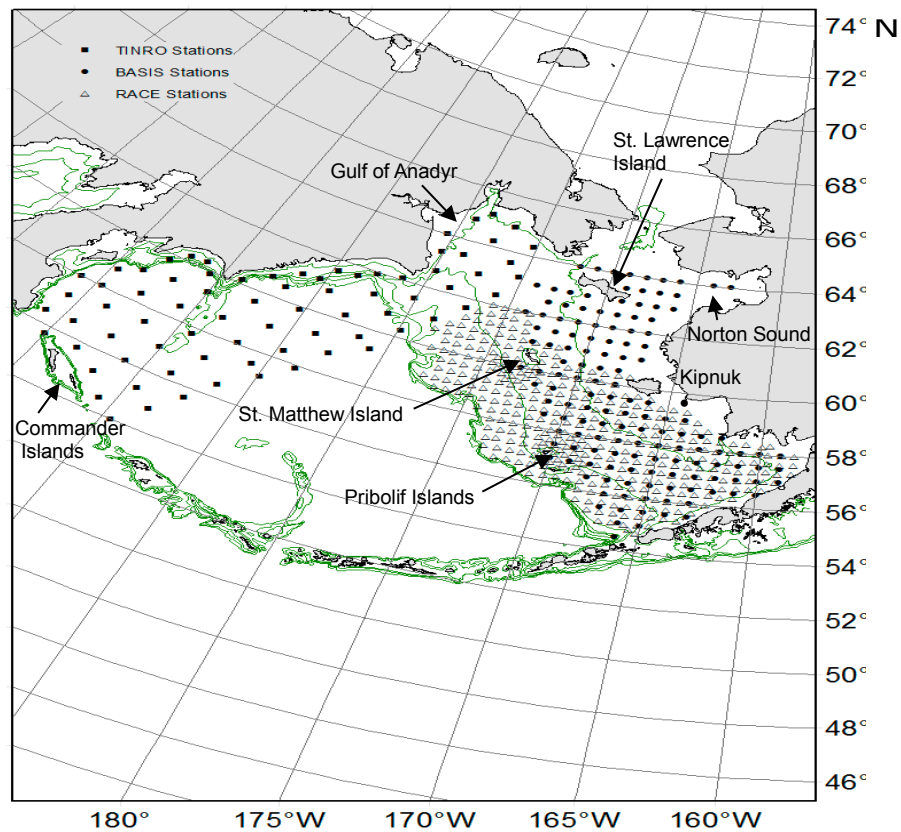 74° N
TINRO Stations
BASIS Stations
RACE Stations
72°
70°
St. Lawrence
Island
Gulf of Anadyr
68°
66°
64°
Norton Sound
62°
Kipnuk
60°
St. Matthew Island
Commander
Islands
58°
Pribolif Islands
56°
54°
52°
50°
48°
46°
180°
175°W
170°W
165°W
160°W